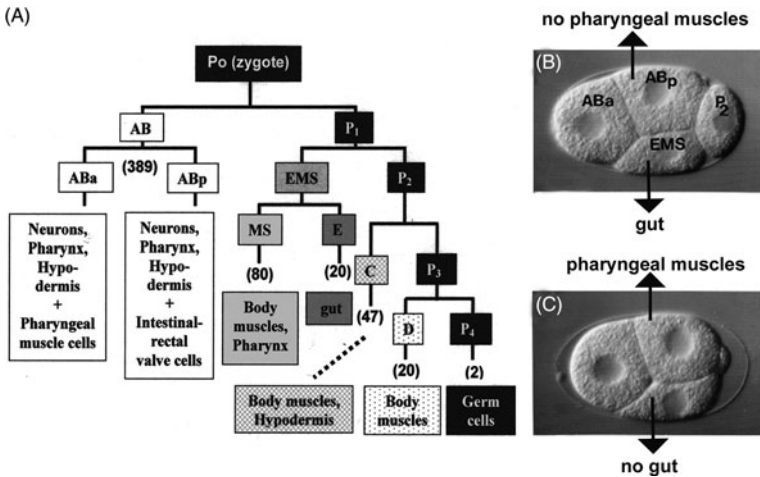 (A)
Po (zygote)
AB
P1
(389)
ABa
ABp
EMS
P2
Neurons,
Pharynx,
Hypo-
dermis
+
Pharyngeal
muscle cells
Neurons,
Pharynx,
Hypo-
dermis
+
Intestinal-
rectal
valve cells
MS
E
(80)
(20)
C
P3
Body
muscles,
Pharynx
gut
(47)
D
P4
(20)
(2)
Body muscles,
Hypodermis
Body
muscles
Germ
cells
no pharyngeal muscles
(B)
ABa
ABp
P2
EMS
gut
pharyngeal muscles
(C)
no gut